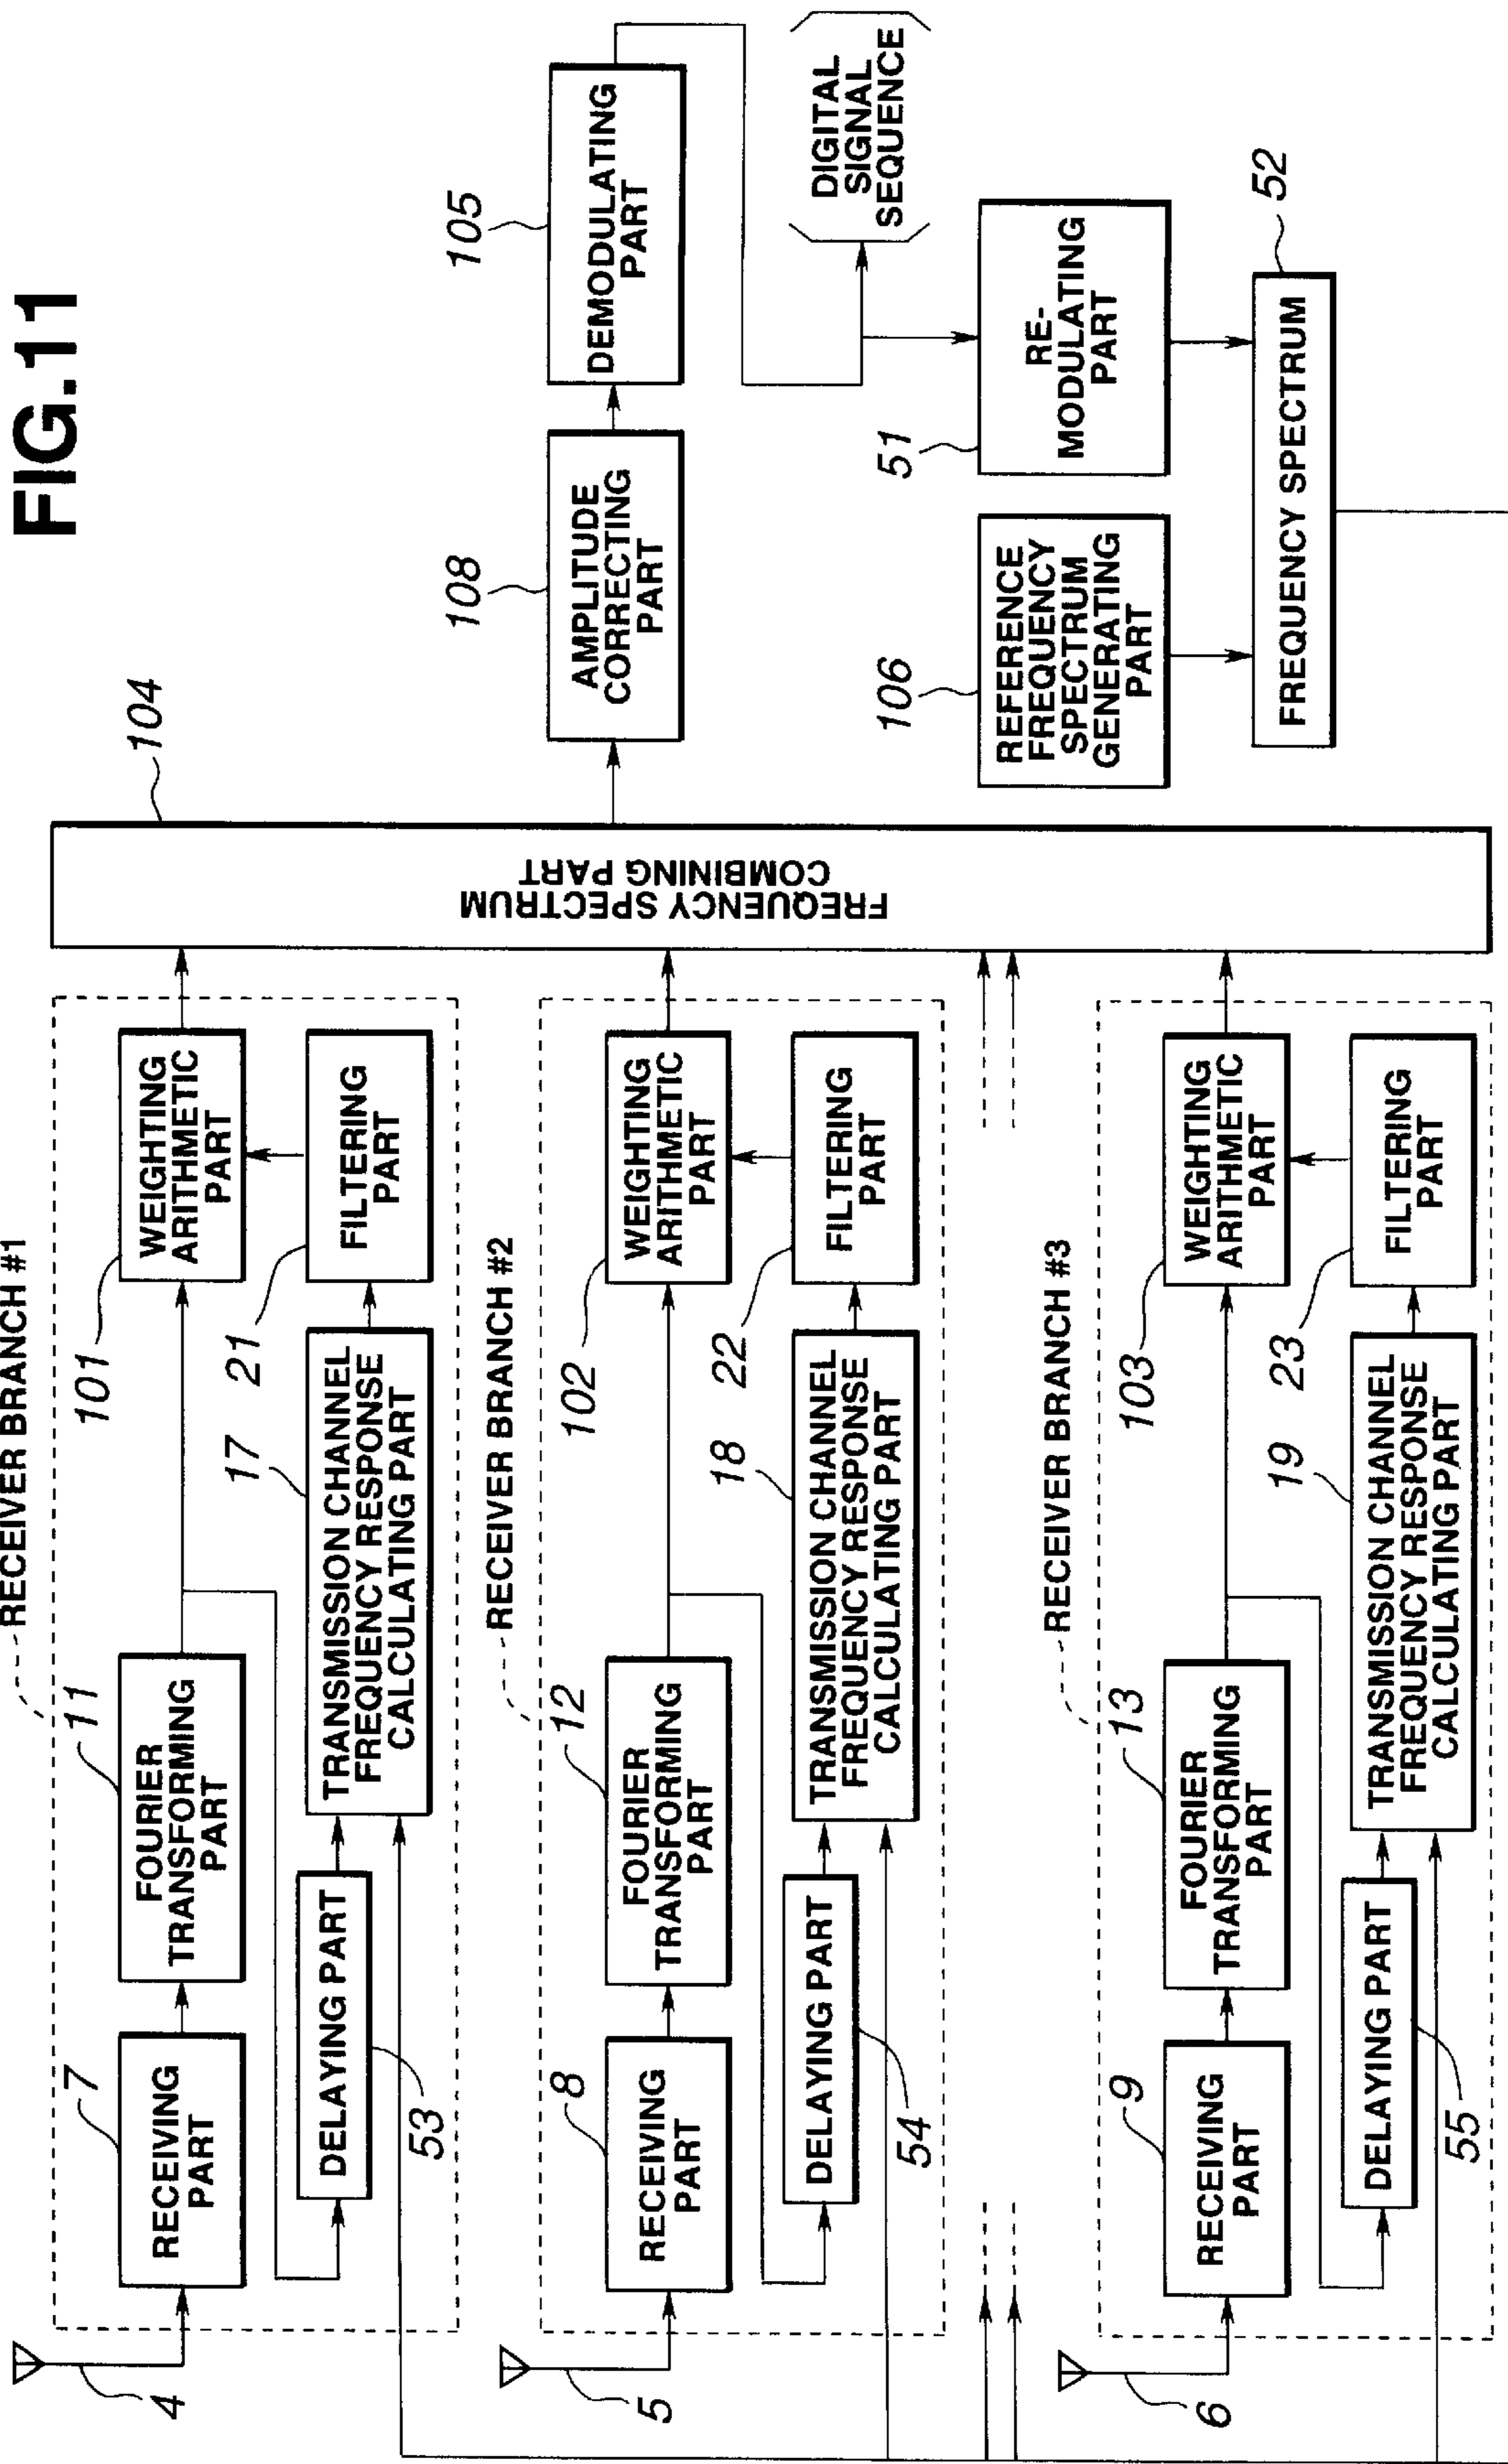 FIG.11
RECEIVER BRANCH #1
4
7
RECEIVING
PART
11
FOURIER
TRANSFORMING
PART
101
WEIGHTING
ARITHMETIC
PART
53
DELAYING PART
17
TRANSMISSION CHANNEL
FREQUENCY RESPONSE
CALCULATING PART
21
FILTERING
PART
RECEIVER BRANCH #2
5
8
RECEIVING
PART
12
FOURIER
TRANSFORMING
PART
102
WEIGHTING
ARITHMETIC
PART
54
DELAYING PART
18
TRANSMISSION CHANNEL
FREQUENCY RESPONSE
CALCULATING PART
22
FILTERING
PART
RECEIVER BRANCH #3
6
9
RECEIVING
PART
13
FOURIER
TRANSFORMING
PART
103
WEIGHTING
ARITHMETIC
PART
55
DELAYING PART
19
TRANSMISSION CHANNEL
FREQUENCY RESPONSE
CALCULATING PART
23
FILTERING
PART
104
FREQUENCY SPECTRUM
COMBINING PART
108
AMPLITUDE
CORRECTING
PART
105
DEMODULATING
PART
DIGITAL
SIGNAL
SEQUENCE
106
REFERENCE
FREQUENCY
SPECTRUM
GENERATING
PART
51
RE-
MODULATING
PART
52
FREQUENCY SPECTRUM